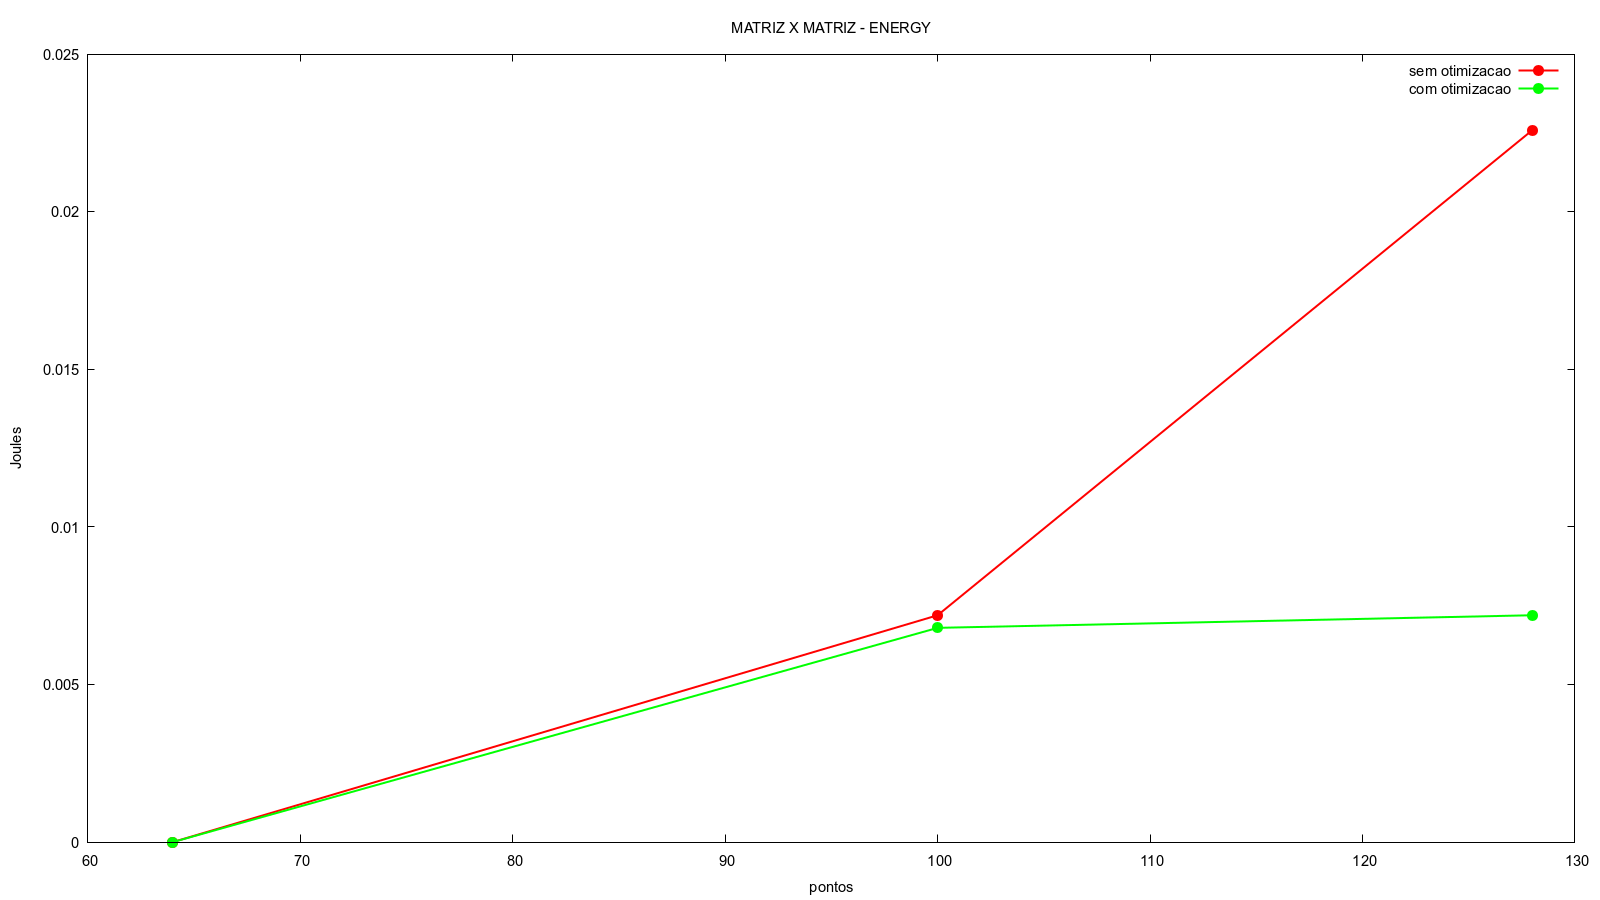 MATRIZ X MATRIZ - ENERGY
sem otimizacao
com otimizacao
0.025
0.02
0.015
0.01
0.005
0
Joules
60 70 80 90 100 110 120 130
pontos